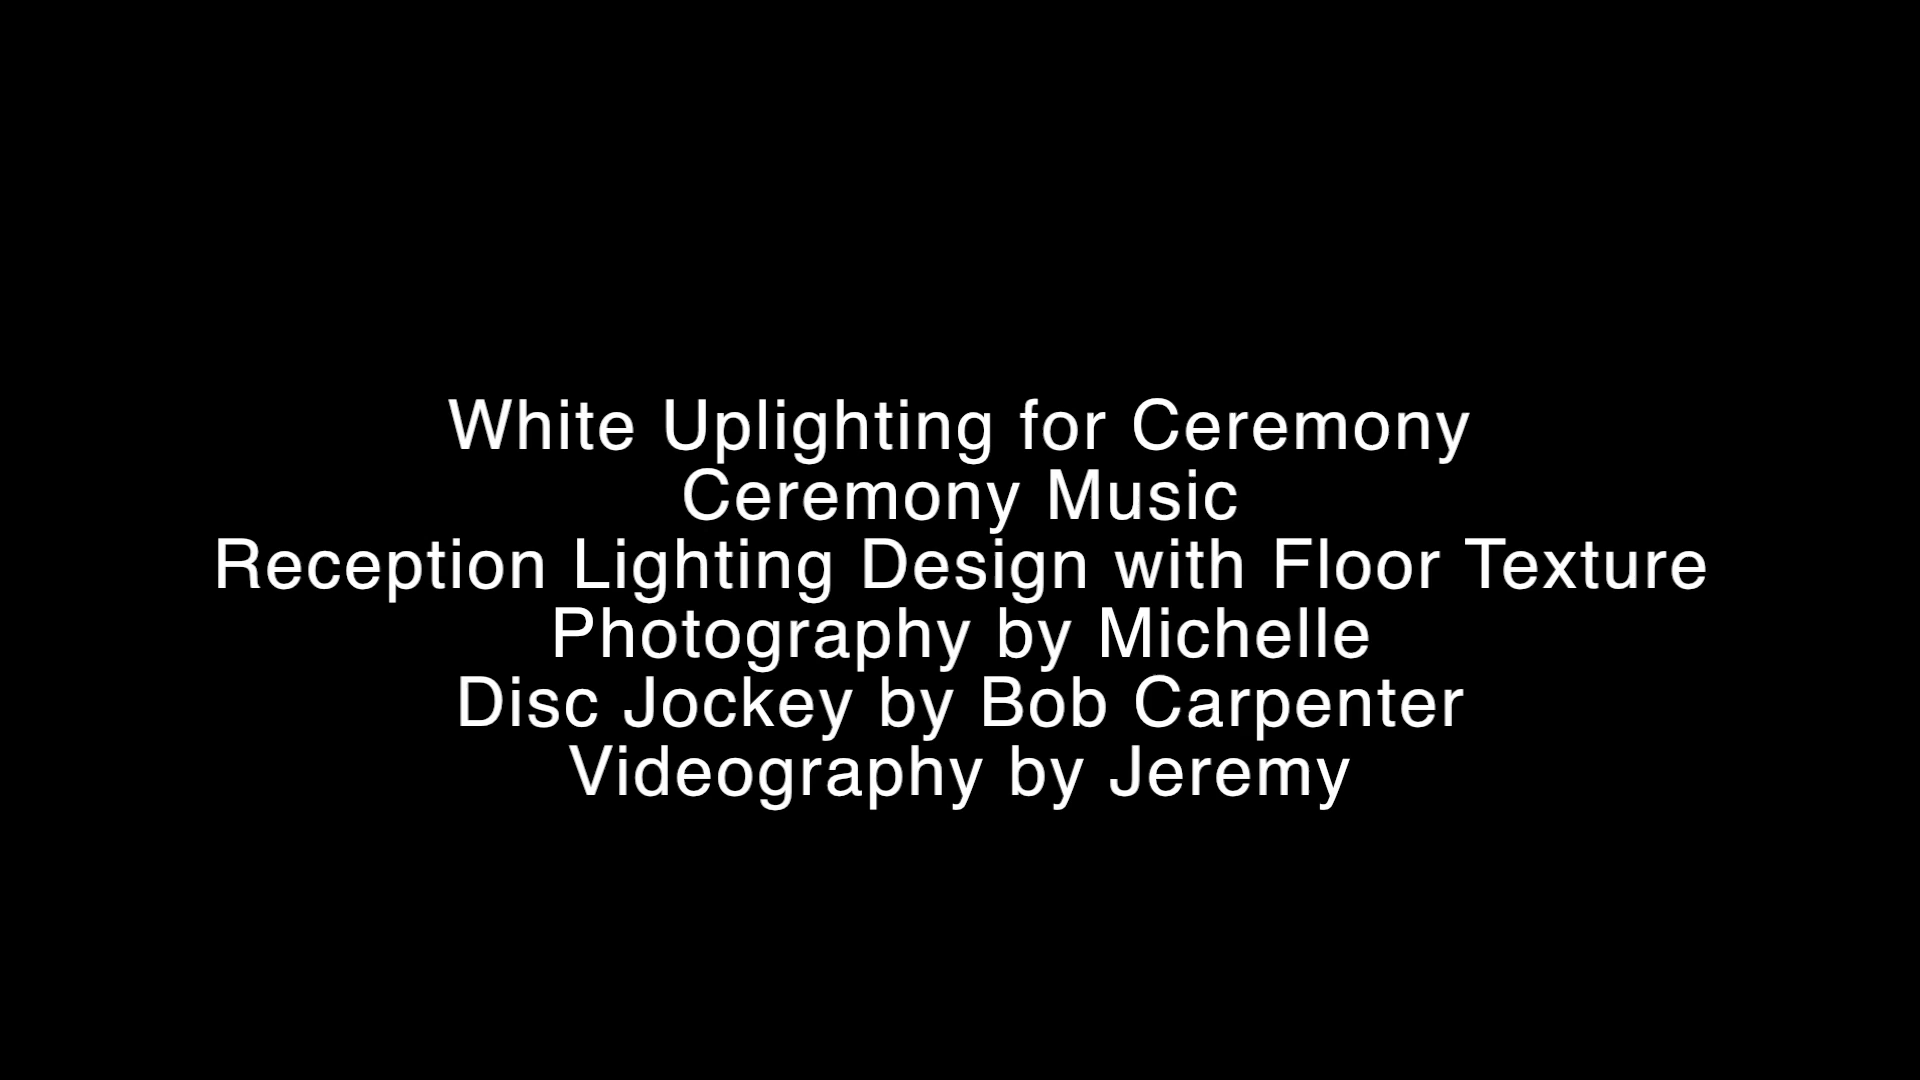 White Uplighting for Ceremony
Ceremony Music
Reception Lighting Design with Floor Texture
Photography by Michelle
Disc Jockey by Bob Carpenter
Videography by Jeremy